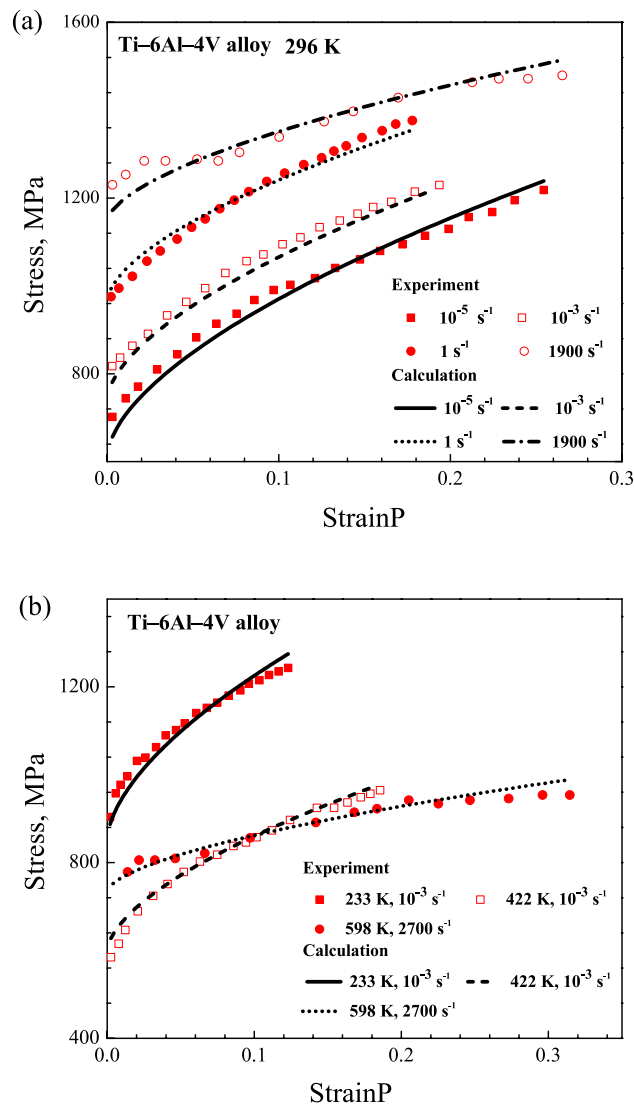 (a)
1600
Ti–6Al–4V alloy 296 K
1200
800
Stress, MPa
Experiment
10⁻⁵ s⁻¹ 10⁻³ s⁻¹
1 s⁻¹ 1900 s⁻¹
Calculation
10⁻⁵ s⁻¹ 10⁻³ s⁻¹
1 s⁻¹ 1900 s⁻¹
0.0 0.1 0.2 0.3
StrainP
(b)
Ti–6Al–4V alloy
1200
800
400
Stress, MPa
Experiment
233 K, 10⁻³ s⁻¹ 422 K, 10⁻³ s⁻¹
598 K, 2700 s⁻¹
Calculation
233 K, 10⁻³ s⁻¹ 422 K, 10⁻³ s⁻¹
598 K, 2700 s⁻¹
0.0 0.1 0.2 0.3
StrainP